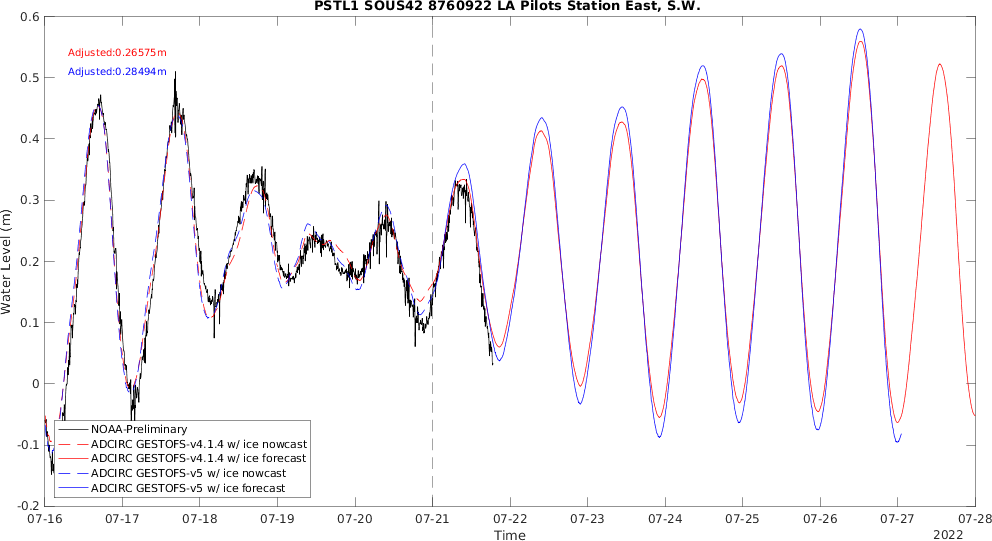 PSTL1 SOUS42 8760922 LA Pilots Station East, S.W.
Adjusted:0.26575m
Adjusted:0.28494m
Water Level (m)
0.6
0.5
0.4
0.3
0.2
0.1
0
-0.1
-0.2
NOAA-Preliminary
ADCIRC GESTOFS-v4.1.4 w/ ice nowcast
ADCIRC GESTOFS-v4.1.4 w/ ice forecast
ADCIRC GESTOFS-v5 w/ ice nowcast
ADCIRC GESTOFS-v5 w/ ice forecast
07-16 07-17 07-18 07-19 07-20 07-21 07-22 07-23 07-24 07-25 07-26 07-27 07-28
Time
2022